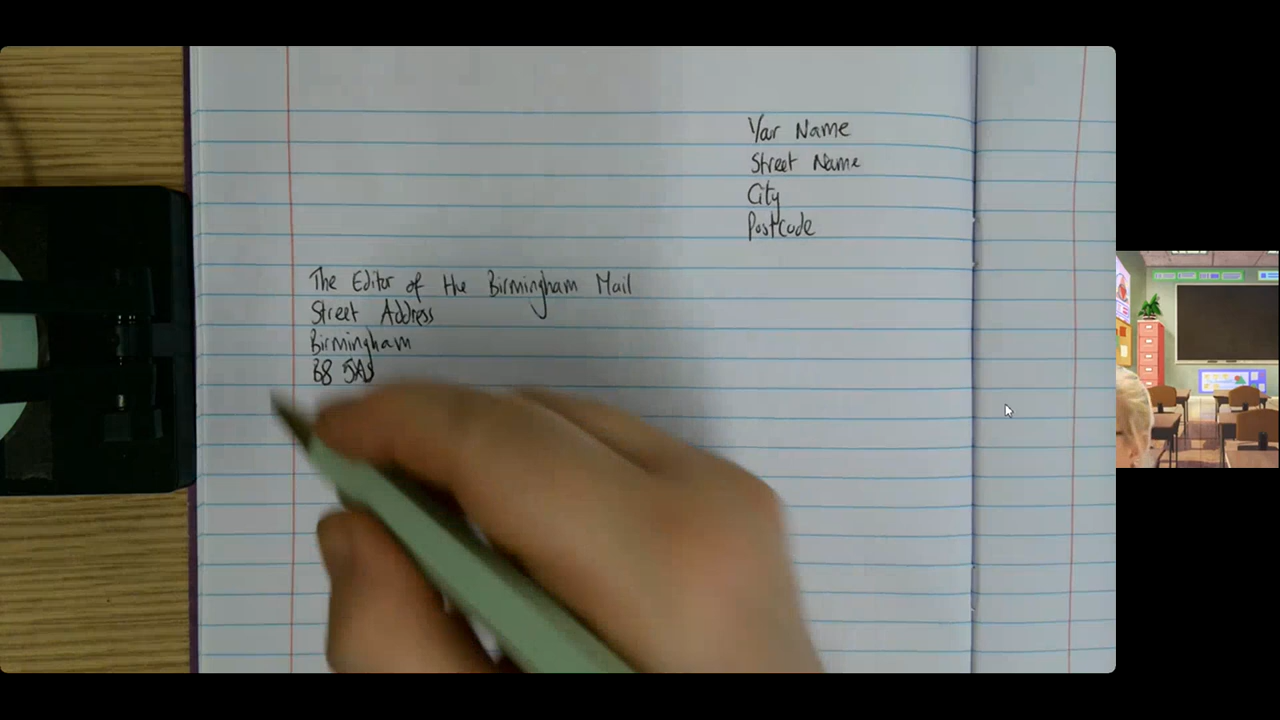 Your Name
Street Name
City
Postcode
The Editor of the Birmingham Mail
Street Address
Birmingham
B8 5AS